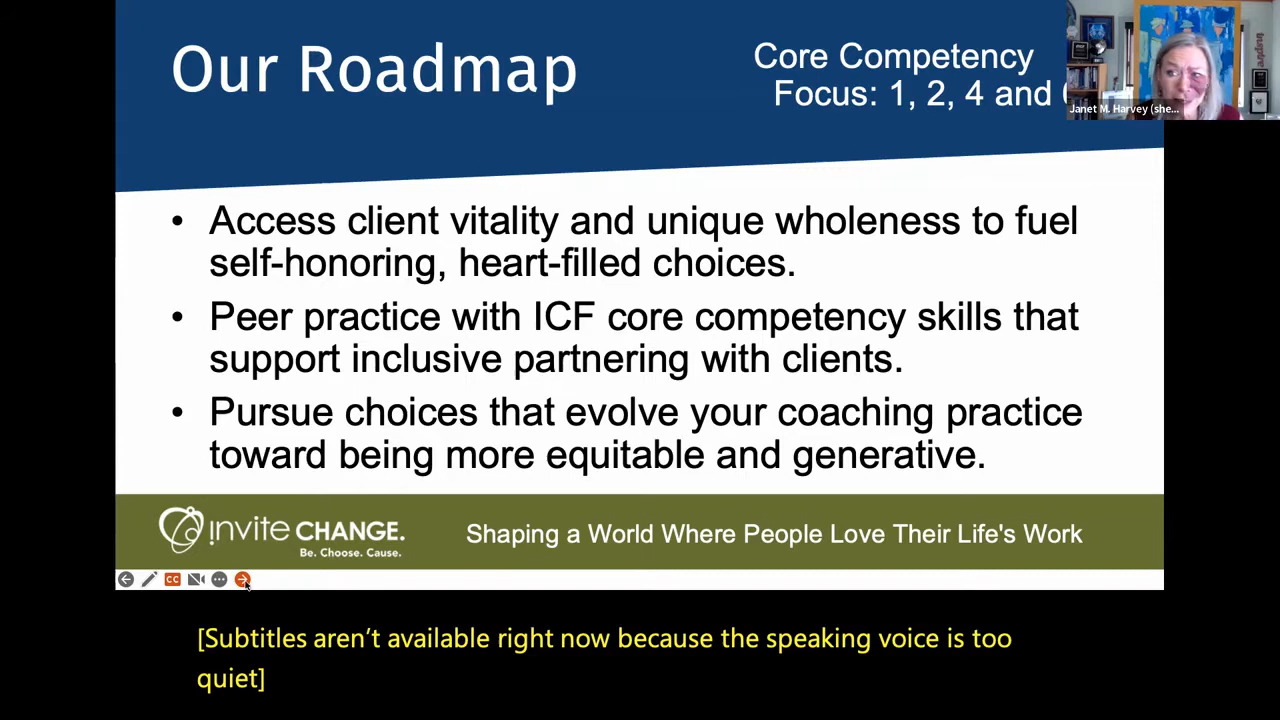 Our Roadmap
Core Competency
Focus: 1, 2, 4 and
Janet M. Harvey (she...
• Access client vitality and unique wholeness to fuel
self-honoring, heart-filled choices.
• Peer practice with ICF core competency skills that
support inclusive partnering with clients.
• Pursue choices that evolve your coaching practice
toward being more equitable and generative.
invite CHANGE.
Be. Choose. Cause.
Shaping a World Where People Love Their Life's Work
CC
[Subtitles aren’t available right now because the speaking voice is too
quiet]